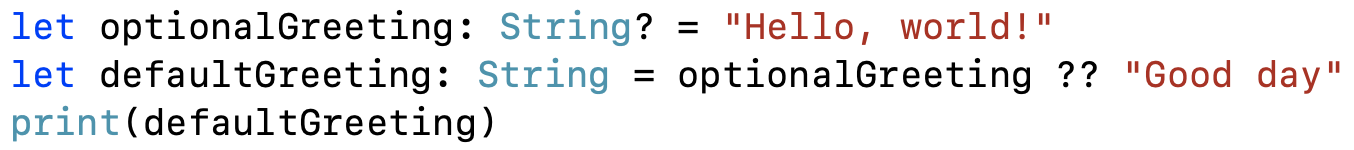 let optionalGreeting: String? = "Hello, world!"
let defaultGreeting: String = optionalGreeting ?? "Good day"
print(defaultGreeting)